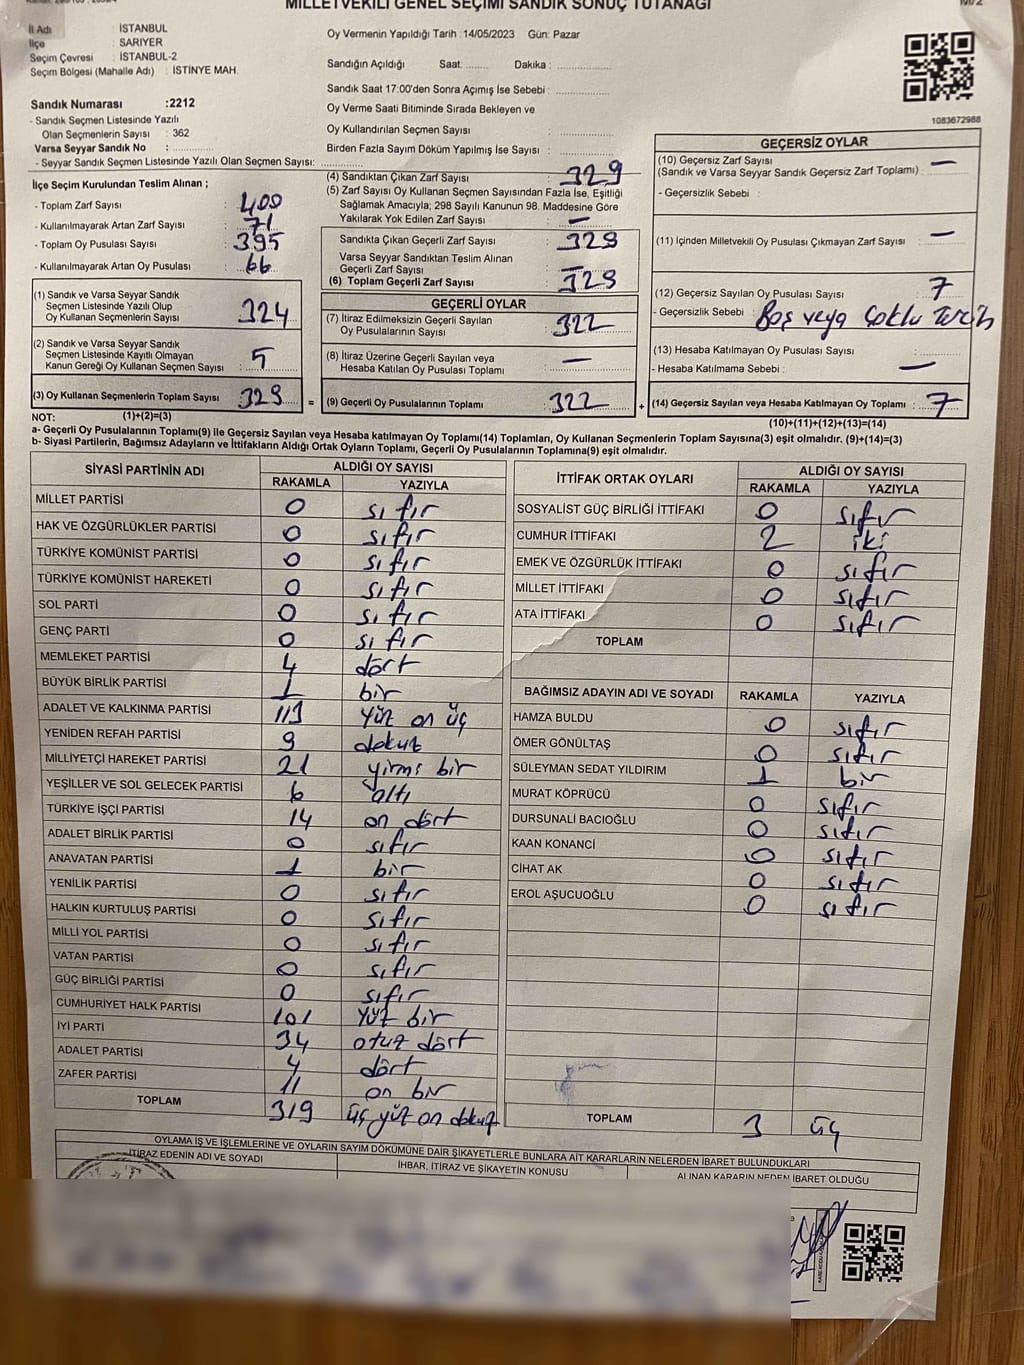 MİLLETVEKİLİ GENEL SEÇİMİ SANDIK SONUÇ TUTANAĞI
İl Adı : İSTANBUL
İlçe : SARIYER
Seçim Çevresi : İSTANBUL-2
Seçim Bölgesi (Mahalle Adı) : İSTİNYE MAH.
Sandık Numarası :2212
- Sandık Seçmen Listesinde Yazılı
Olan Seçmenlerin Sayısı : 362
Varsa Seyyar Sandık No :
- Seyyar Sandık Seçmen Listesinde Yazılı Olan Seçmen Sayısı:
Oy Vermenin Yapıldığı Tarih :14/05/2023 Gün: Pazar
Sandığın Açıldığı Saat: Dakika :
Sandık Saat 17:00'den Sonra Açımış İse Sebebi :
Oy Verme Saati Bitiminde Sırada Bekleyen ve
Oy Kullandırılan Seçmen Sayısı :
Birden Fazla Sayım Döküm Yapılmış İse Sayısı :
1083672988
İlçe Seçim Kurulundan Teslim Alınan ;
- Toplam Zarf Sayısı : 400
- Kullanılmayarak Artan Zarf Sayısı : 71
- Toplam Oy Pusulası Sayısı : 395
- Kullanılmayarak Artan Oy Pusulası : 66
(4) Sandıktan Çıkan Zarf Sayısı : 329
(5) Zarf Sayısı Oy Kullanan Seçmen Sayısından Fazla İse, Eşitliği
Sağlamak Amacıyla; 298 Sayılı Kanunun 98. Maddesine Göre
Yakılarak Yok Edilen Zarf Sayısı : —
Sandıkta Çıkan Geçerli Zarf Sayısı : 329
Varsa Seyyar Sandıktan Teslim Alınan
Geçerli Zarf Sayısı : —
(6) Toplam Geçerli Zarf Sayısı : 329
GEÇERSİZ OYLAR
(10) Geçersiz Zarf Sayısı : —
(Sandık ve Varsa Seyyar Sandık Geçersiz Zarf Toplamı)
- Geçersizlik Sebebi :
(11) İçinden Milletvekili Oy Pusulası Çıkmayan Zarf Sayısı : —
(12) Geçersiz Sayılan Oy Pusulası Sayısı : 7
- Geçersizlik Sebebi : Boş veya Çoklu Tercih
(13) Hesaba Katılmayan Oy Pusulası Sayısı :
- Hesaba Katılmama Sebebi : —
(14) Geçersiz Sayılan veya Hesaba Katılmayan Oy Toplamı : 7
(10)+(11)+(12)+(13)=(14)
(1) Sandık ve Varsa Seyyar Sandık
Seçmen Listesinde Yazılı Olup
Oy Kullanan Seçmenlerin Sayısı : 324
(2) Sandık ve Varsa Seyyar Sandık
Seçmen Listesinde Kayıtlı Olmayan
Kanun Gereği Oy Kullanan Seçmen Sayısı : 5
(3) Oy Kullanan Seçmenlerin Toplam Sayısı : 329 =
GEÇERLİ OYLAR
(7) İtiraz Edilmeksizin Geçerli Sayılan
Oy Pusulalarının Sayısı : 322
(8) İtiraz Üzerine Geçerli Sayılan veya
Hesaba Katılan Oy Pusulası Toplamı : —
(9) Geçerli Oy Pusulalarının Toplamı : 322 +
NOT: (1)+(2)=(3)
a- Geçerli Oy Pusulalarının Toplamı(9) ile Geçersiz Sayılan veya Hesaba katılmayan Oy Toplamı(14) Toplamları, Oy Kullanan Seçmenlerin Toplam Sayısına(3) eşit olmalıdır. (9)+(14)=(3)
b- Siyasi Partilerin, Bağımsız Adayların ve İttifakların Aldığı Ortak Oyların Toplamı, Geçerli Oy Pusulalarının Toplamına(9) eşit olmalıdır.
SİYASİ PARTİNİN ADI ALDIĞI OY SAYISI
RAKAMLA YAZIYLA
MİLLET PARTİSİ 0 sıfır
HAK VE ÖZGÜRLÜKLER PARTİSİ 0 sıfır
TÜRKİYE KOMÜNİST PARTİSİ 0 sıfır
TÜRKİYE KOMÜNİST HAREKETİ 0 sıfır
SOL PARTİ 0 sıfır
GENÇ PARTİ 0 sıfır
MEMLEKET PARTİSİ 4 dört
BÜYÜK BİRLİK PARTİSİ 1 bir
ADALET VE KALKINMA PARTİSİ 113 yüz on üç
YENİDEN REFAH PARTİSİ 9 dokuz
MİLLİYETÇİ HAREKET PARTİSİ 21 yirmi bir
YEŞİLLER VE SOL GELECEK PARTİSİ 6 altı
TÜRKİYE İŞÇİ PARTİSİ 14 on dört
ADALET BİRLİK PARTİSİ 0 sıfır
ANAVATAN PARTİSİ 1 bir
YENİLİK PARTİSİ 0 sıfır
HALKIN KURTULUŞ PARTİSİ 0 sıfır
MİLLİ YOL PARTİSİ 0 sıfır
VATAN PARTİSİ 0 sıfır
GÜÇ BİRLİĞİ PARTİSİ 0 sıfır
CUMHURİYET HALK PARTİSİ 101 yüz bir
İYİ PARTİ 34 otuz dört
ADALET PARTİSİ 4 dört
ZAFER PARTİSİ 11 on bir
TOPLAM 319 üç yüz on dokuz
İTTİFAK ORTAK OYLARI ALDIĞI OY SAYISI
RAKAMLA YAZIYLA
SOSYALİST GÜÇ BİRLİĞİ İTTİFAKI 0 sıfır
CUMHUR İTTİFAKI 2 iki
EMEK VE ÖZGÜRLÜK İTTİFAKI 0 sıfır
MİLLET İTTİFAKI 0 sıfır
ATA İTTİFAKI 0 sıfır
TOPLAM
BAĞIMSIZ ADAYIN ADI VE SOYADI RAKAMLA YAZIYLA
HAMZA BULDU 0 sıfır
ÖMER GÖNÜLTAŞ 0 sıfır
SÜLEYMAN SEDAT YILDIRIM 1 bir
MURAT KÖPRÜCÜ 0 sıfır
DURSUNALİ BACIOĞLU 0 sıfır
KAAN KONANCİ 0 sıfır
CİHAT AK 0 sıfır
EROL AŞUCUOĞLU 0 sıfır
TOPLAM 3 üç
OYLAMA İŞ VE İŞLEMLERİNE VE OYLARIN SAYIM DÖKÜMÜNE DAİR ŞİKAYETLERLE BUNLARA AİT KARARLARIN NELERDEN İBARET BULUNDUKLARI
İTİRAZ EDENİN ADI VE SOYADI İHBAR, İTİRAZ VE ŞİKAYETİN KONUSU ALINAN KARARIN NEDEN İBARET OLDUĞU